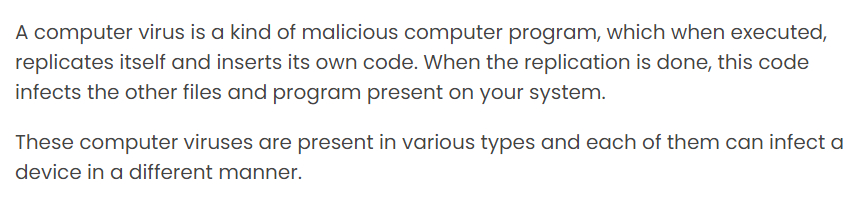 A computer virus is a kind of malicious computer program, which when executed,
replicates itself and inserts its own code. When the replication is done, this code
infects the other files and program present on your system.
These computer viruses are present in various types and each of them can infect a
device in a different manner.